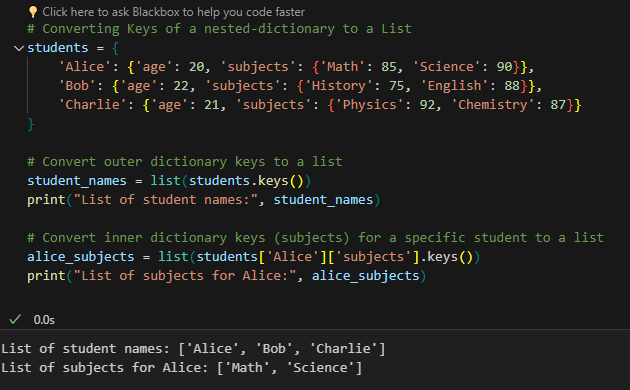 Click here to ask Blackbox to help you code faster
# Converting Keys of a nested-dictionary to a List
students = {
    'Alice': {'age': 20, 'subjects': {'Math': 85, 'Science': 90}},
    'Bob': {'age': 22, 'subjects': {'History': 75, 'English': 88}},
    'Charlie': {'age': 21, 'subjects': {'Physics': 92, 'Chemistry': 87}}
}
# Convert outer dictionary keys to a list
student_names = list(students.keys())
print("List of student names:", student_names)
# Convert inner dictionary keys (subjects) for a specific student to a list
alice_subjects = list(students['Alice']['subjects'].keys())
print("List of subjects for Alice:", alice_subjects)
0.0s
List of student names: ['Alice', 'Bob', 'Charlie']
List of subjects for Alice: ['Math', 'Science']